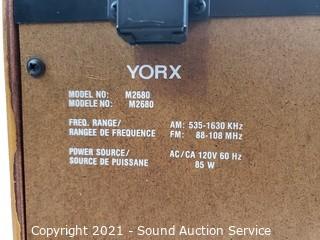 YORX
MODEL NO: M2680
MODELE NO: M2680
FREQ. RANGE/ AM: 535-1630 KHz
RANGEE DE FREQUENCE FM: 88-108 MHz
POWER SOURCE/ AC/CA 120V 60 Hz
SOURCE DE PUISSANE 85 W
Copyright 2021 - Sound Auction Service